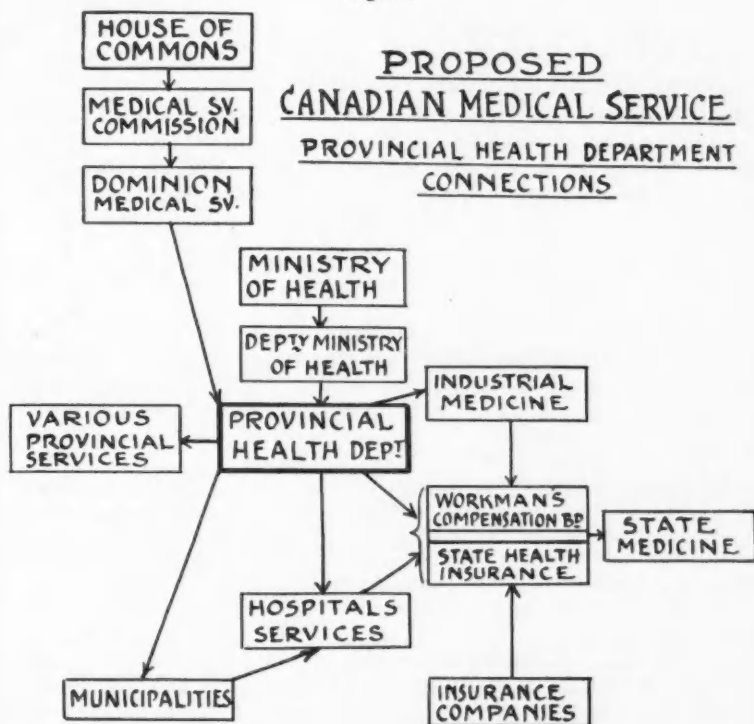 HOUSE OF
COMMONS
MEDICAL SV.
COMMISSION
DOMINION
MEDICAL SV.
PROPOSED
CANADIAN MEDICAL SERVICE
PROVINCIAL HEALTH DEPARTMENT
CONNECTIONS
MINISTRY
OF HEALTH
DEPTY MINISTRY
OF HEALTH
INDUSTRIAL
MEDICINE
VARIOUS
PROVINCIAL
SERVICES
PROVINCIAL
HEALTH DEPT.
WORKMAN'S
COMPENSATION BD
STATE HEALTH
INSURANCE
STATE
MEDICINE
HOSPITALS
SERVICES
MUNICIPALITIES
INSURANCE
COMPANIES